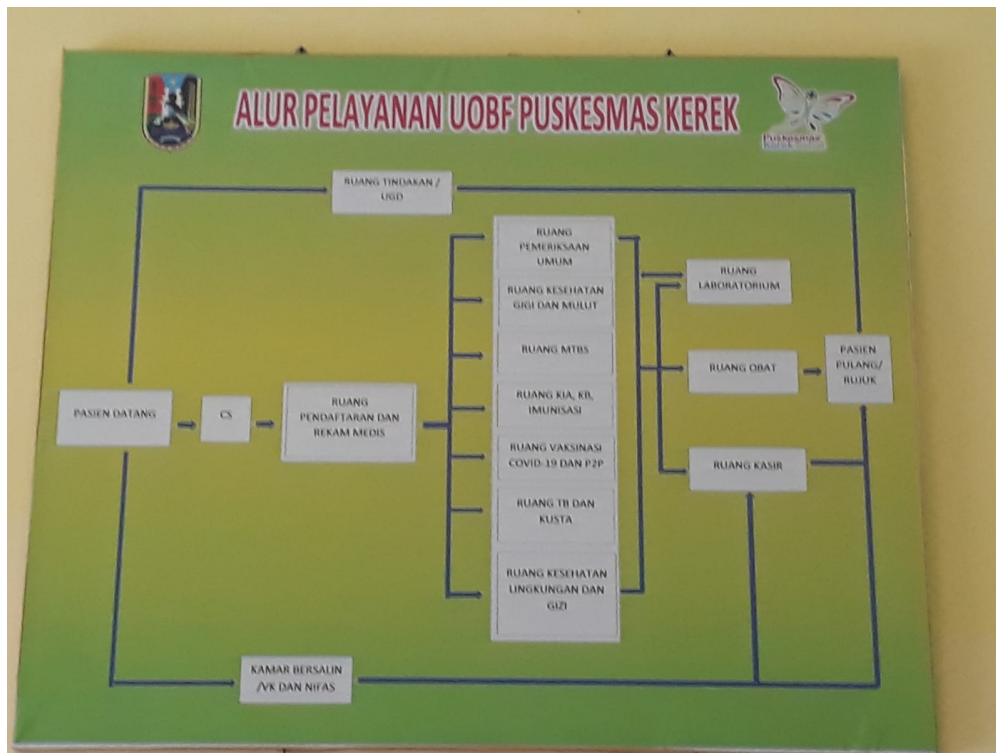 ALUR PELAYANAN UOBF PUSKESMAS KEREK
Puskesmas
Kerek
RUANG TINDAKAN /
UGD
PASIEN DATANG
CS
RUANG
PENDAFTARAN DAN
REKAM MEDIS
RUANG
PEMERIKSAAN
UMUM
RUANG KESEHATAN
GIGI DAN MULUT
RUANG MTBS
RUANG KIA, KB,
IMUNISASI
RUANG VAKSINASI
COVID-19 DAN P2P
RUANG TB DAN
KUSTA
RUANG KESEHATAN
LINGKUNGAN DAN
GIZI
RUANG
LABORATORIUM
RUANG OBAT
RUANG KASIR
PASIEN
PULANG/
RUJUK
KAMAR BERSALIN
/VK DAN NIFAS